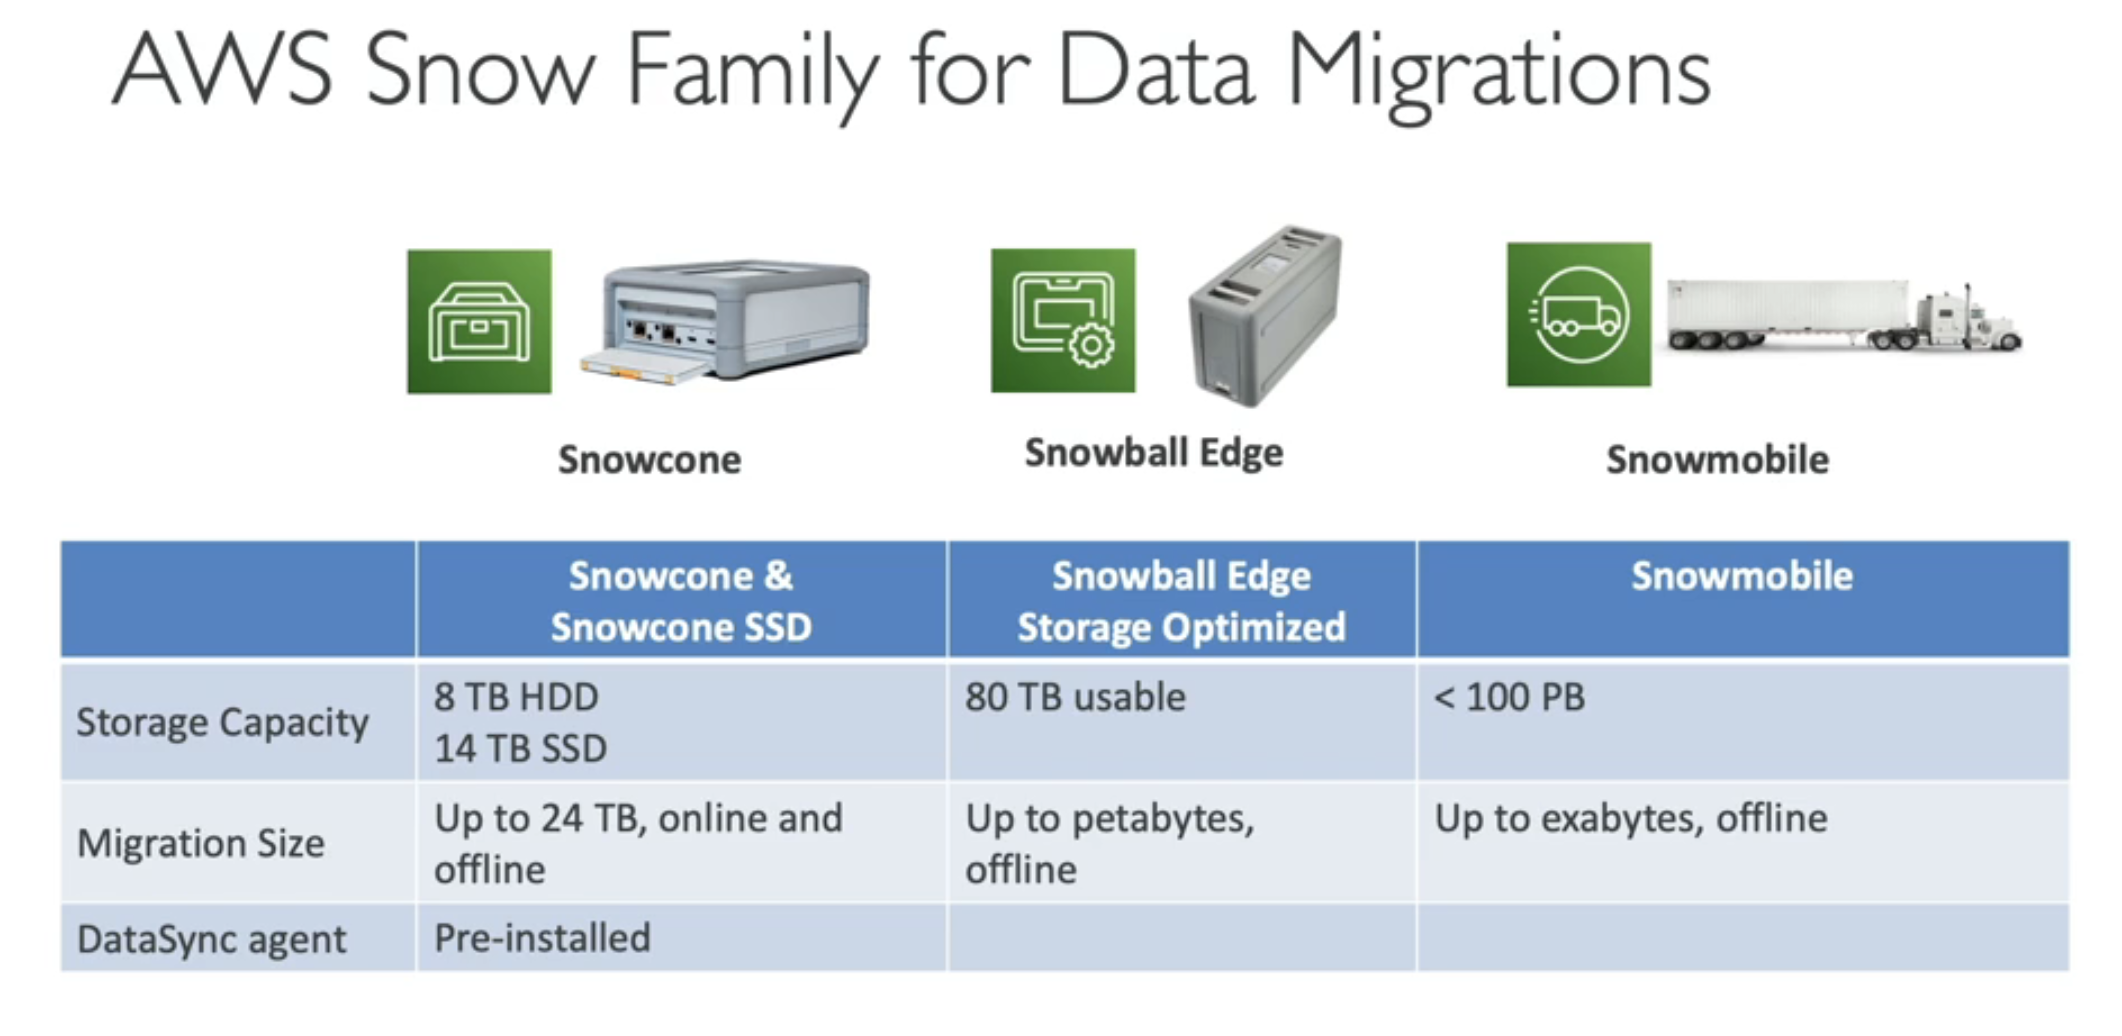 AWS Snow Family for Data Migrations
Snowcone
Snowball Edge
Snowmobile
Snowcone &
Snowcone SSD
Snowball Edge
Storage Optimized
Snowmobile
Storage Capacity
8 TB HDD
14 TB SSD
80 TB usable
< 100 PB
Migration Size
Up to 24 TB, online and
offline
Up to petabytes,
offline
Up to exabytes, offline
DataSync agent
Pre-installed